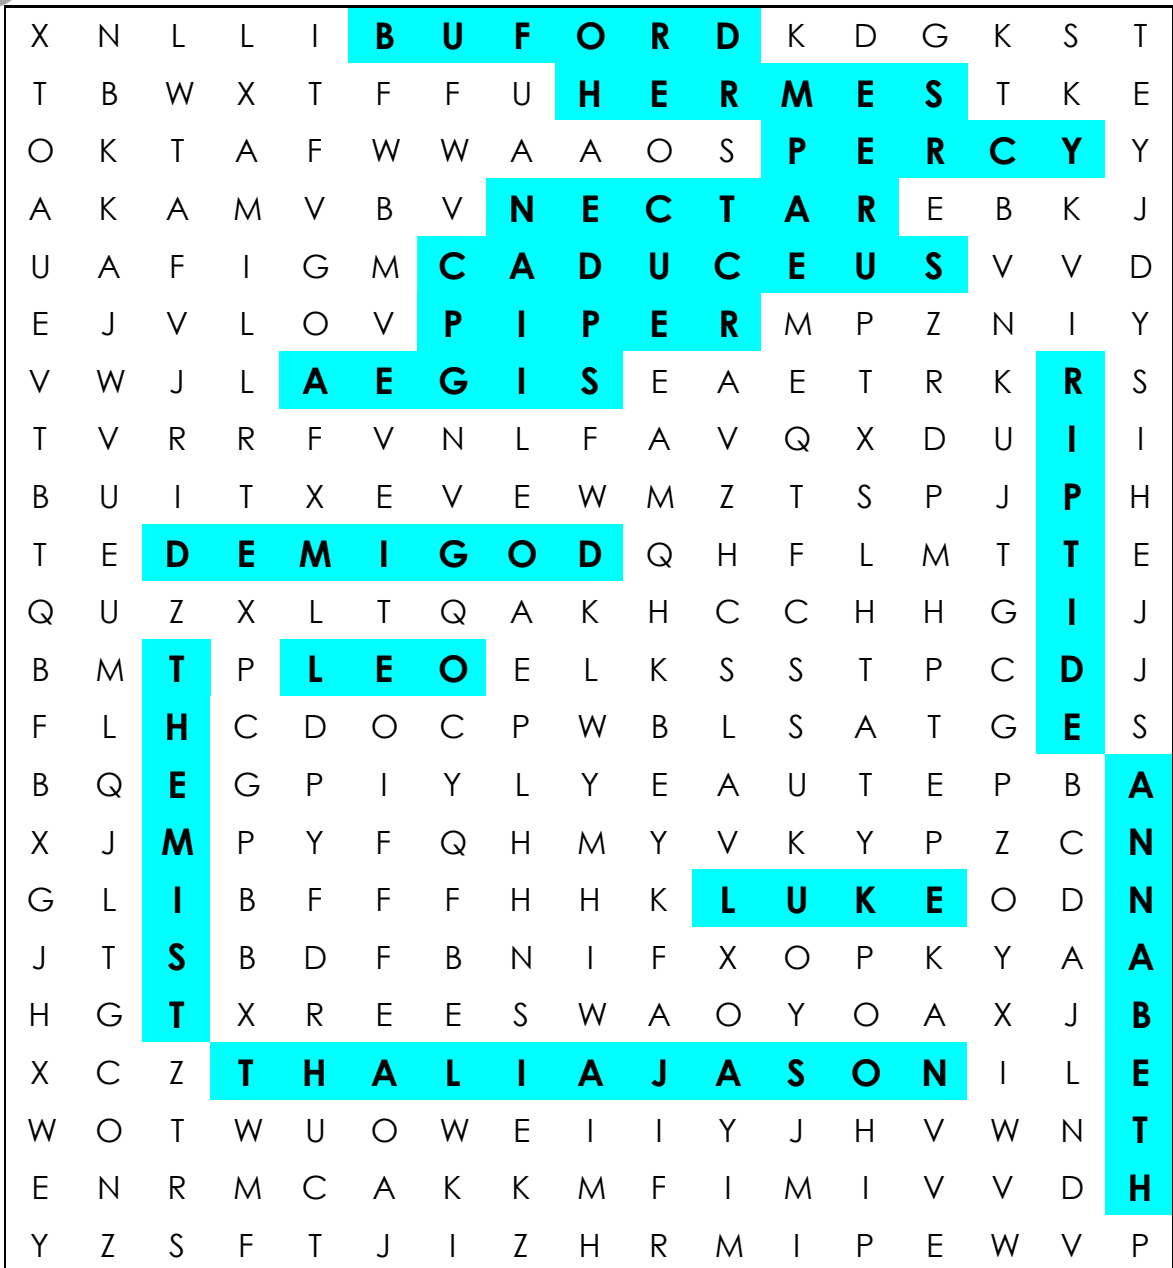 X N L L I B U F O R D K D G K S T
T B W X T F F U H E R M E S T K E
O K T A F W W A A O S P E R C Y Y
A K A M V B V N E C T A R E B K J
U A F I G M C A D U C E U S V V D
E J V L O V P I P E R M P Z N I Y
V W J L A E G I S E A E T R K R S
T V R R F V N L F A V Q X D U I I
B U I T X E V E W M Z T S P J P H
T E D E M I G O D Q H F L M T T E
Q U Z X L T Q A K H C C H H G I J
B M T P L E O E L K S S T P C D J
F L H C D O C P W B L S A T G E S
B Q E G P I Y L Y E A U T E P B A
X J M P Y F Q H M Y V K Y P Z C N
G L I B F F F H H K L U K E O D N
J T S B D F B N I F X O P K Y A A
H G T X R E E S W A O Y O A X J B
X C Z T H A L I A J A S O N I L E
W O T W U O W E I I Y J H V W N T
E N R M C A K K M F I M I V V D H
Y Z S F T J I Z H R M I P E W V P